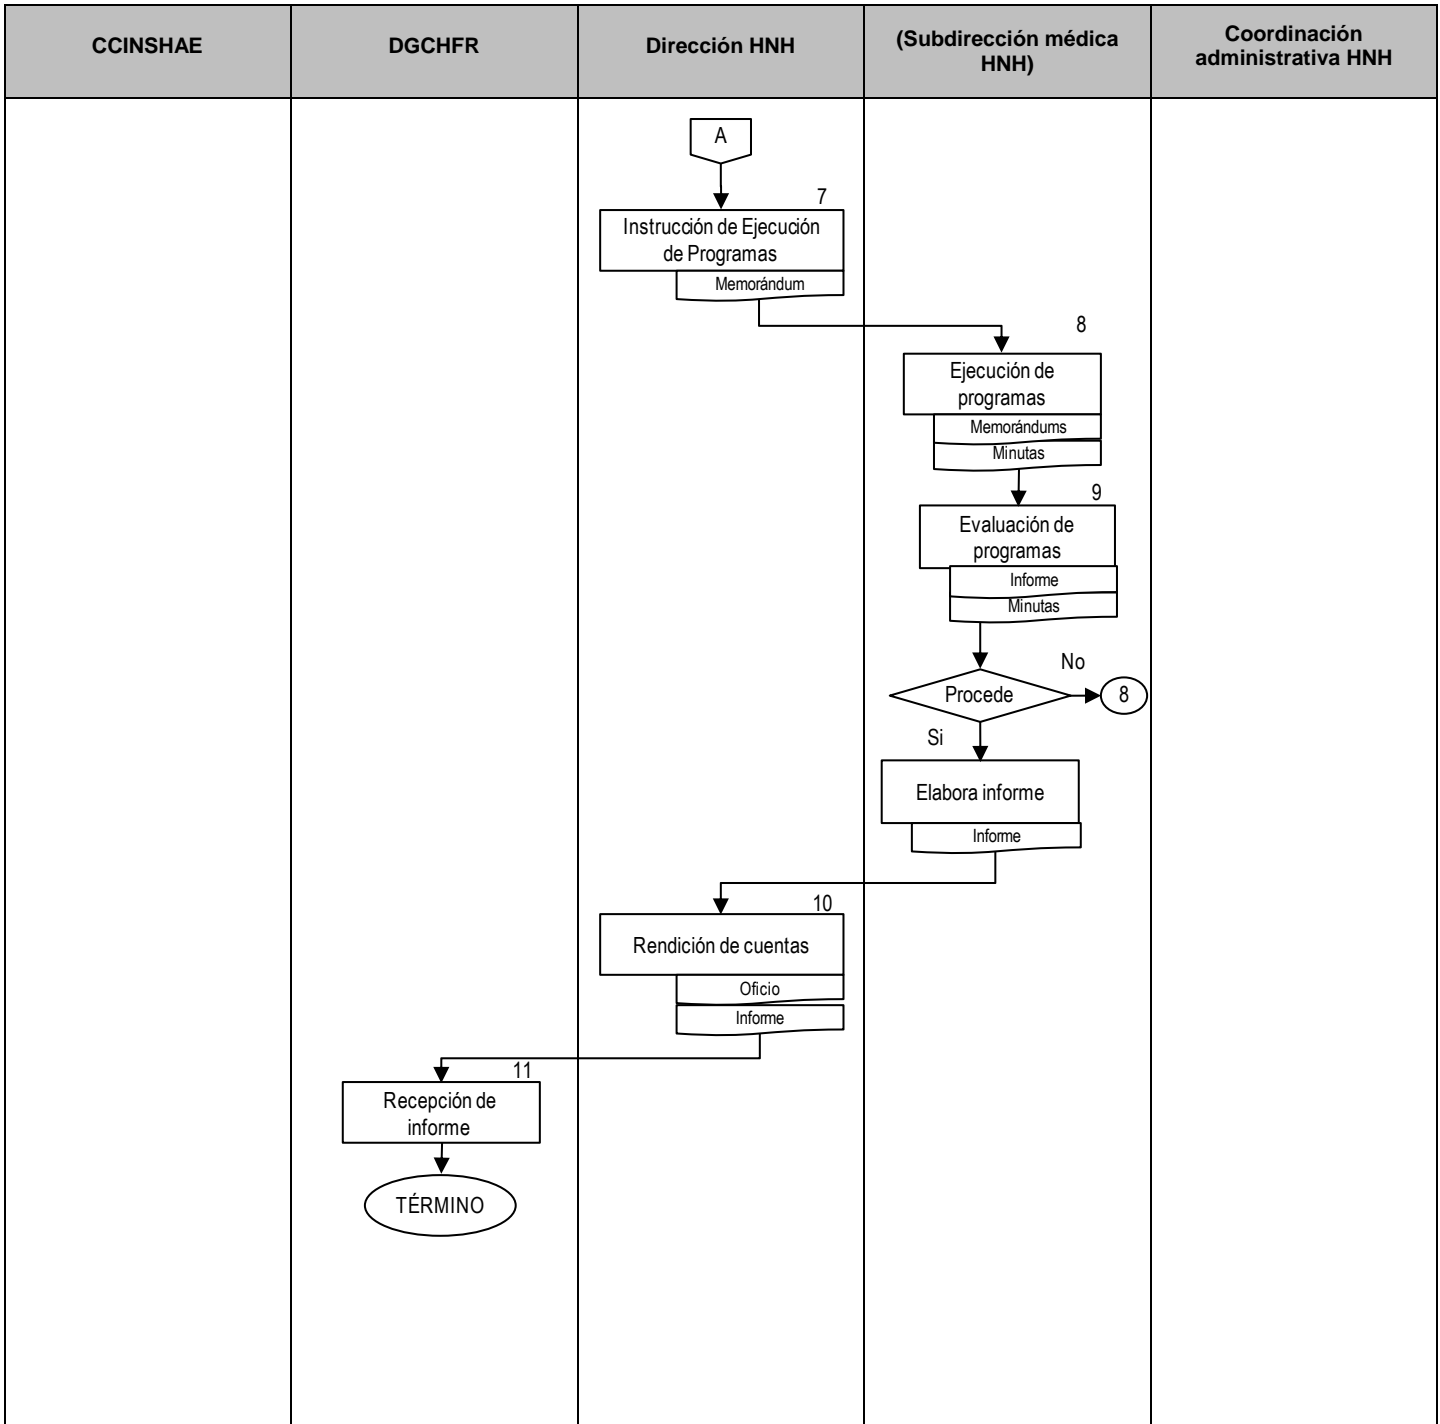 CCINSHAE
DGCHFR
Dirección HNH
(Subdirección médica
HNH)
Coordinación
administrativa HNH
A
7
Instrucción de Ejecución
de Programas
Memorándum
8
Ejecución de
programas
Memorándums
Minutas
9
Evaluación de
programas
Informe
Minutas
No
Procede
8
Si
Elabora informe
Informe
10
Rendición de cuentas
Oficio
Informe
11
Recepción de
informe
TÉRMINO